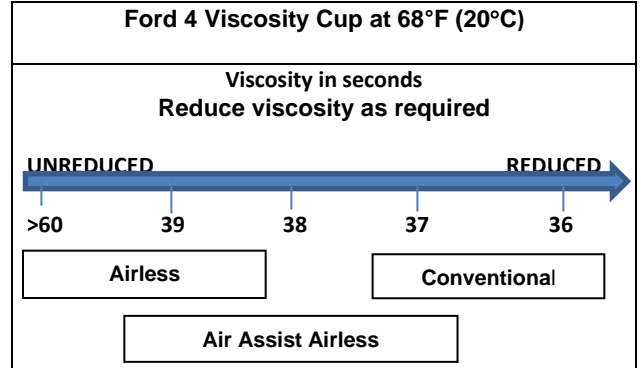 Ford 4 Viscosity Cup at 68°F (20°C)
Viscosity in seconds
Reduce viscosity as required
UNREDUCED REDUCED
>60 39 38 37 36
Airless Conventional
Air Assist Airless